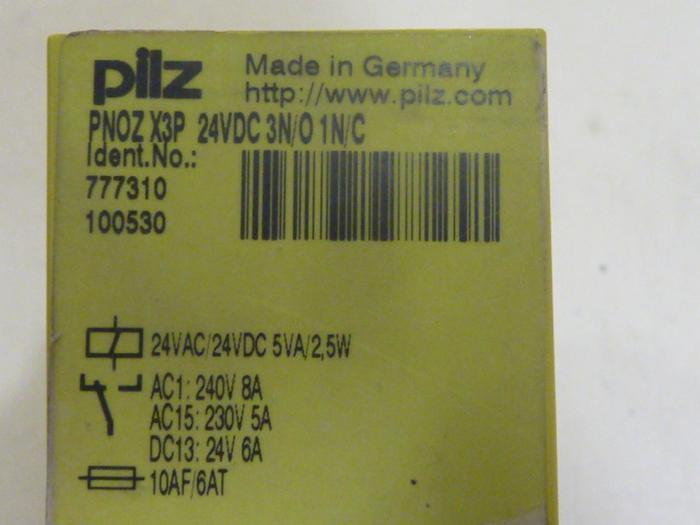 pilz
Made in Germany
http://www.pilz.com
PNOZ X3P 24VDC 3N/O 1N/C
Ident.No.:
777310
100530
24VAC/24VDC 5VA/2,5W
AC1: 240V 8A
AC15: 230V 5A
DC13: 24V 6A
10AF/6AT